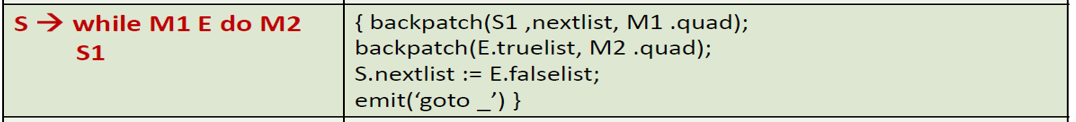 S → while M1 E do M2
S1
{ backpatch(S1 ,nextlist, M1 .quad);
backpatch(E.truelist, M2 .quad);
S.nextlist := E.falselist;
emit(‘goto _’) }